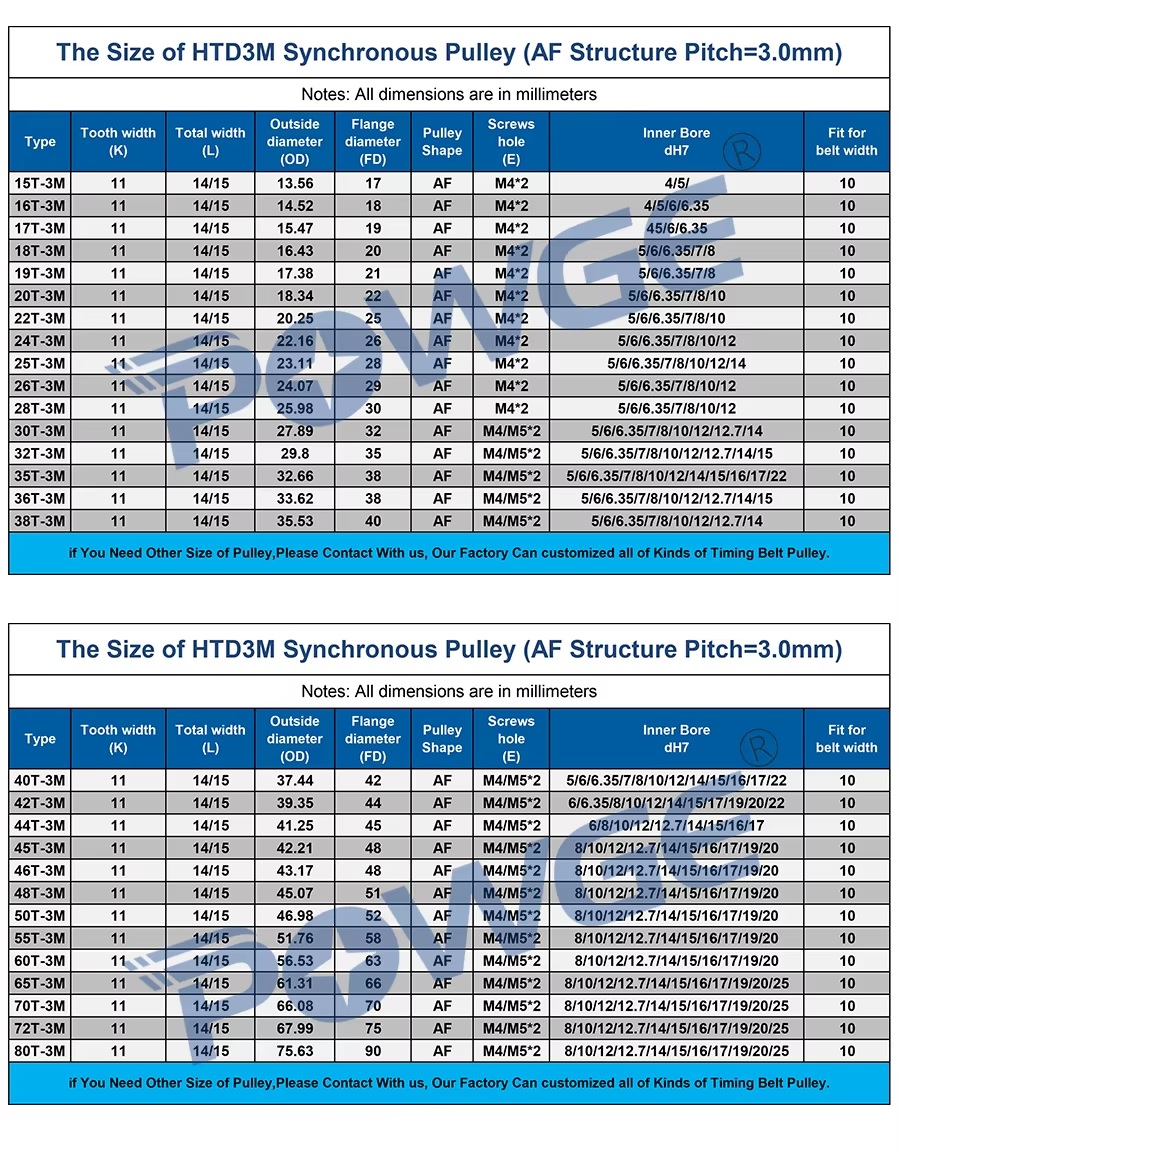 The Size of HTD3M Synchronous Pulley (AF Structure Pitch=3.0mm)
Notes: All dimensions are in millimeters
Type Tooth width (K) Total width (L) Outside diameter (OD) Flange diameter (FD) Pulley Shape Screws hole (E) Inner Bore dH7 Fit for belt width
15T-3M 11 14/15 13.56 17 AF M4*2 4/5/ 10
16T-3M 11 14/15 14.52 18 AF M4*2 4/5/6/6.35 10
17T-3M 11 14/15 15.47 19 AF M4*2 45/6/6.35 10
18T-3M 11 14/15 16.43 20 AF M4*2 5/6/6.35/7/8 10
19T-3M 11 14/15 17.38 21 AF M4*2 5/6/6.35/7/8 10
20T-3M 11 14/15 18.34 22 AF M4*2 5/6/6.35/7/8/10 10
22T-3M 11 14/15 20.25 25 AF M4*2 5/6/6.35/7/8/10 10
24T-3M 11 14/15 22.16 26 AF M4*2 5/6/6.35/7/8/10/12 10
25T-3M 11 14/15 23.11 28 AF M4*2 5/6/6.35/7/8/10/12/14 10
26T-3M 11 14/15 24.07 29 AF M4*2 5/6/6.35/7/8/10/12 10
28T-3M 11 14/15 25.98 30 AF M4*2 5/6/6.35/7/8/10/12 10
30T-3M 11 14/15 27.89 32 AF M4/M5*2 5/6/6.35/7/8/10/12/12.7/14 10
32T-3M 11 14/15 29.8 35 AF M4/M5*2 5/6/6.35/7/8/10/12/12.7/14/15 10
35T-3M 11 14/15 32.66 38 AF M4/M5*2 5/6/6.35/7/8/10/12/14/15/16/17/22 10
36T-3M 11 14/15 33.62 38 AF M4/M5*2 5/6/6.35/7/8/10/12/12.7/14/15 10
38T-3M 11 14/15 35.53 40 AF M4/M5*2 5/6/6.35/7/8/10/12/12.7/14 10
POWGE ®
if You Need Other Size of Pulley,Please Contact With us, Our Factory Can customized all of Kinds of Timing Belt Pulley.
The Size of HTD3M Synchronous Pulley (AF Structure Pitch=3.0mm)
Notes: All dimensions are in millimeters
Type Tooth width (K) Total width (L) Outside diameter (OD) Flange diameter (FD) Pulley Shape Screws hole (E) Inner Bore dH7 Fit for belt width
40T-3M 11 14/15 37.44 42 AF M4/M5*2 5/6/6.35/7/8/10/12/14/15/16/17/22 10
42T-3M 11 14/15 39.35 44 AF M4/M5*2 6/6.35/8/10/12/14/15/17/19/20/22 10
44T-3M 11 14/15 41.25 45 AF M4/M5*2 6/8/10/12/12.7/14/15/16/17 10
45T-3M 11 14/15 42.21 48 AF M4/M5*2 8/10/12/12.7/14/15/16/17/19/20 10
46T-3M 11 14/15 43.17 48 AF M4/M5*2 8/10/12/12.7/14/15/16/17/19/20 10
48T-3M 11 14/15 45.07 51 AF M4/M5*2 8/10/12/12.7/14/15/16/17/19/20 10
50T-3M 11 14/15 46.98 52 AF M4/M5*2 8/10/12/12.7/14/15/16/17/19/20 10
55T-3M 11 14/15 51.76 58 AF M4/M5*2 8/10/12/12.7/14/15/16/17/19/20 10
60T-3M 11 14/15 56.53 63 AF M4/M5*2 8/10/12/12.7/14/15/16/17/19/20 10
65T-3M 11 14/15 61.31 66 AF M4/M5*2 8/10/12/12.7/14/15/16/17/19/20/25 10
70T-3M 11 14/15 66.08 70 AF M4/M5*2 8/10/12/12.7/14/15/16/17/19/20/25 10
72T-3M 11 14/15 67.99 75 AF M4/M5*2 8/10/12/12.7/14/15/16/17/19/20/25 10
80T-3M 11 14/15 75.63 90 AF M4/M5*2 8/10/12/12.7/14/15/16/17/19/20/25 10
POWGE ®
if You Need Other Size of Pulley,Please Contact With us, Our Factory Can customized all of Kinds of Timing Belt Pulley.